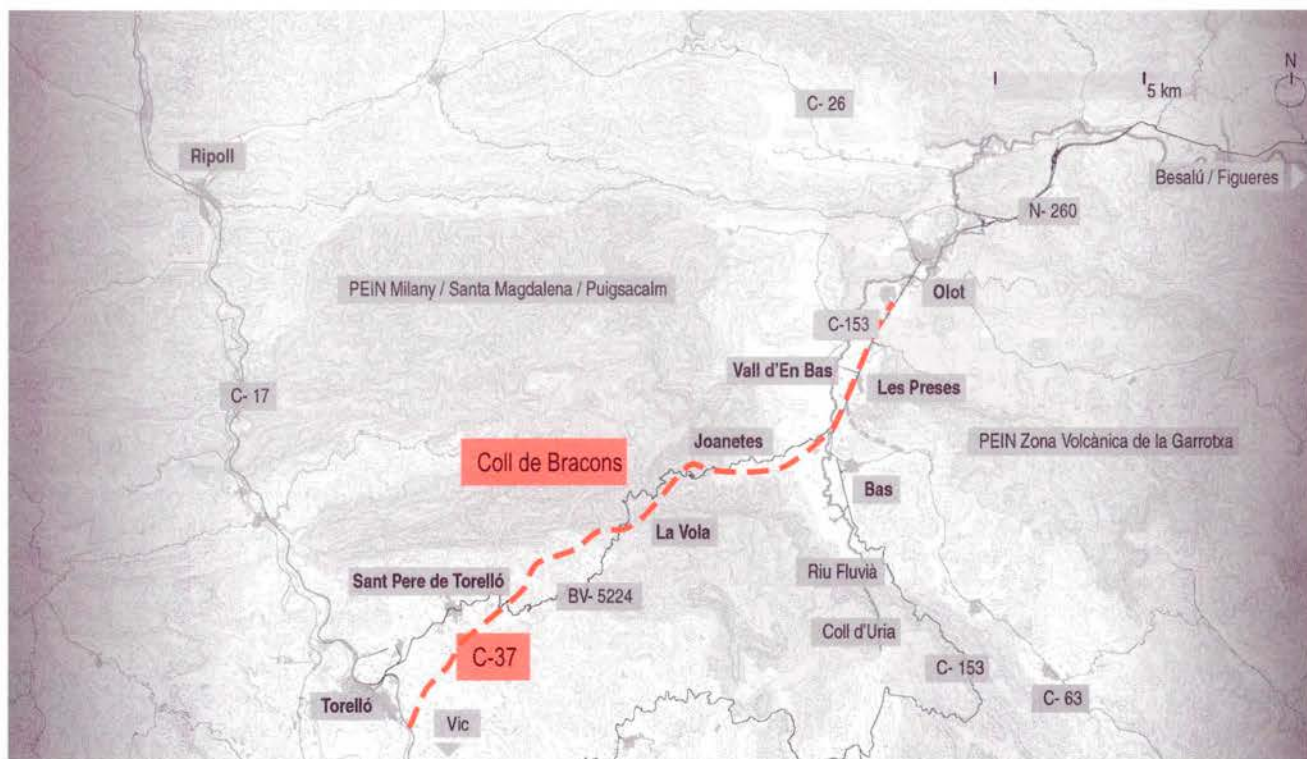 N
5 km
C- 26
Ripoll
Besalú / Figueres
N- 260
PEIN Milany / Santa Magdalena / Puigsacalm
Olot
C-153
Vall d'En Bas
Les Preses
C- 17
Joanetes
PEIN Zona Volcànica de la Garrotxa
Coll de Bracons
Bas
La Vola
Riu Fluvià
Sant Pere de Torelló
BV- 5224
Coll d'Uria
C-37
C- 153
C- 63
Torelló
Vic